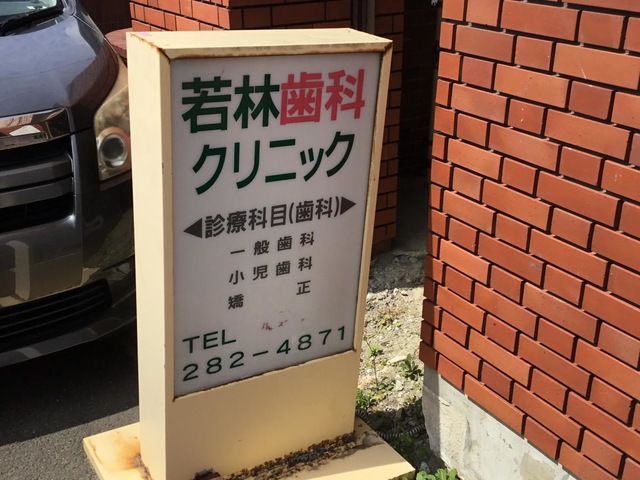 若林歯科
クリニック
◀診療科目(歯科)▶
一般歯科
小児歯科
矯正
TEL
282-4871